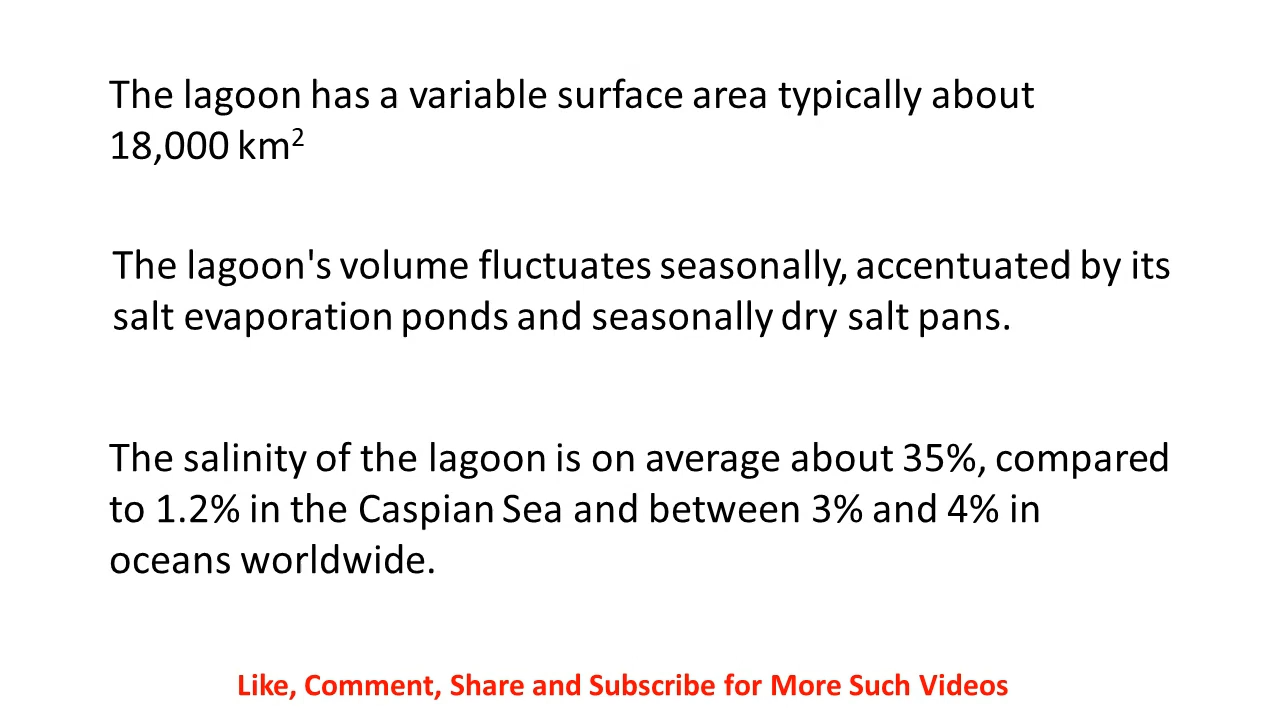 The lagoon has a variable surface area typically about
18,000 km²
The lagoon's volume fluctuates seasonally, accentuated by its
salt evaporation ponds and seasonally dry salt pans.
The salinity of the lagoon is on average about 35%, compared
to 1.2% in the Caspian Sea and between 3% and 4% in
oceans worldwide.
Like, Comment, Share and Subscribe for More Such Videos